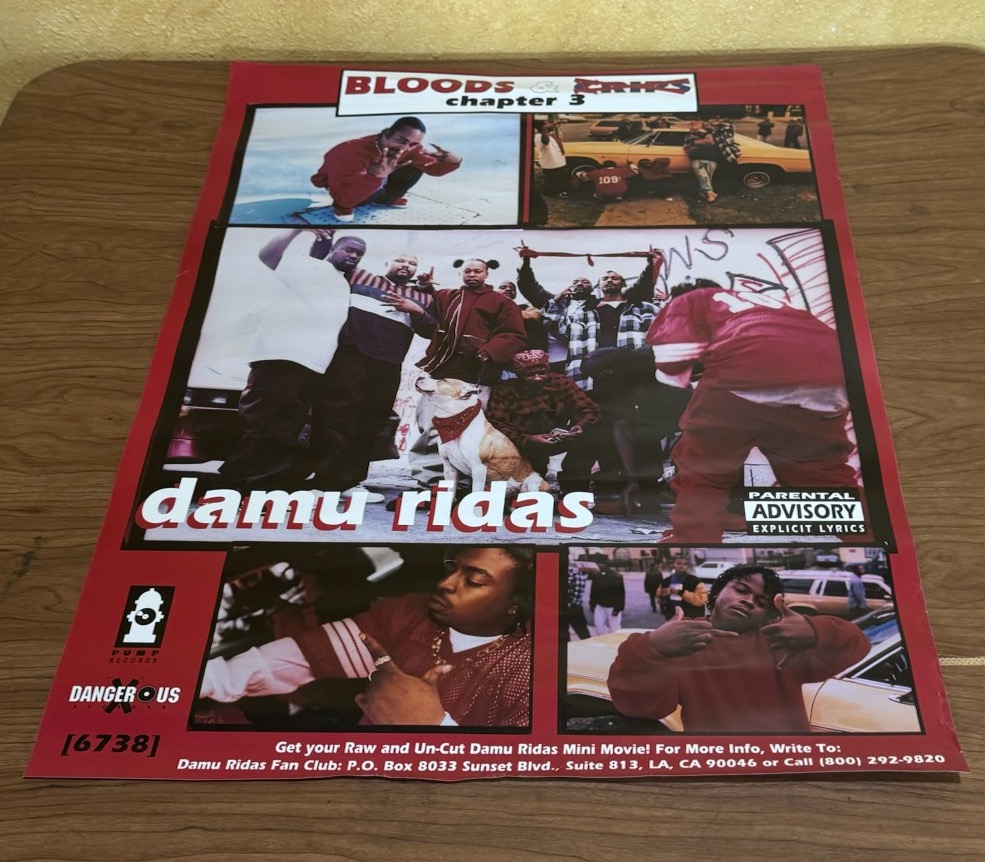 BLOODS & CRIPS
chapter 3
109
WS
damu ridas
PARENTAL
ADVISORY
EXPLICIT LYRICS
PUMP
RECORDS
DANGEROUS
[6738]
Get your Raw and Un-Cut Damu Ridas Mini Movie! For More Info, Write To:
Damu Ridas Fan Club: P.O. Box 8033 Sunset Blvd., Suite 813, LA, CA 90046 or Call (800) 292-9820